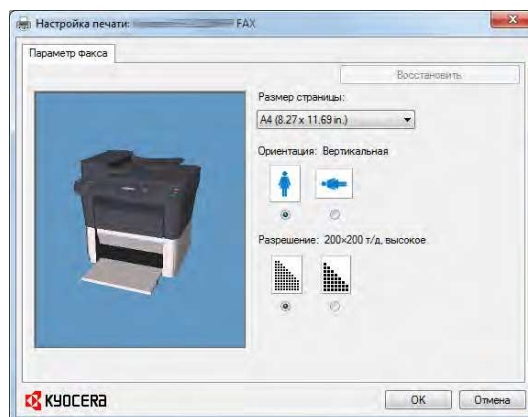 Настройка печати: FAX
Параметр факса
Восстановить
Размер страницы:
A4 (8.27 x 11.69 in.)
Ориентация: Вертикальная
Разрешение: 200×200 т/д, высокое
KYOCERA
OK
Отмена